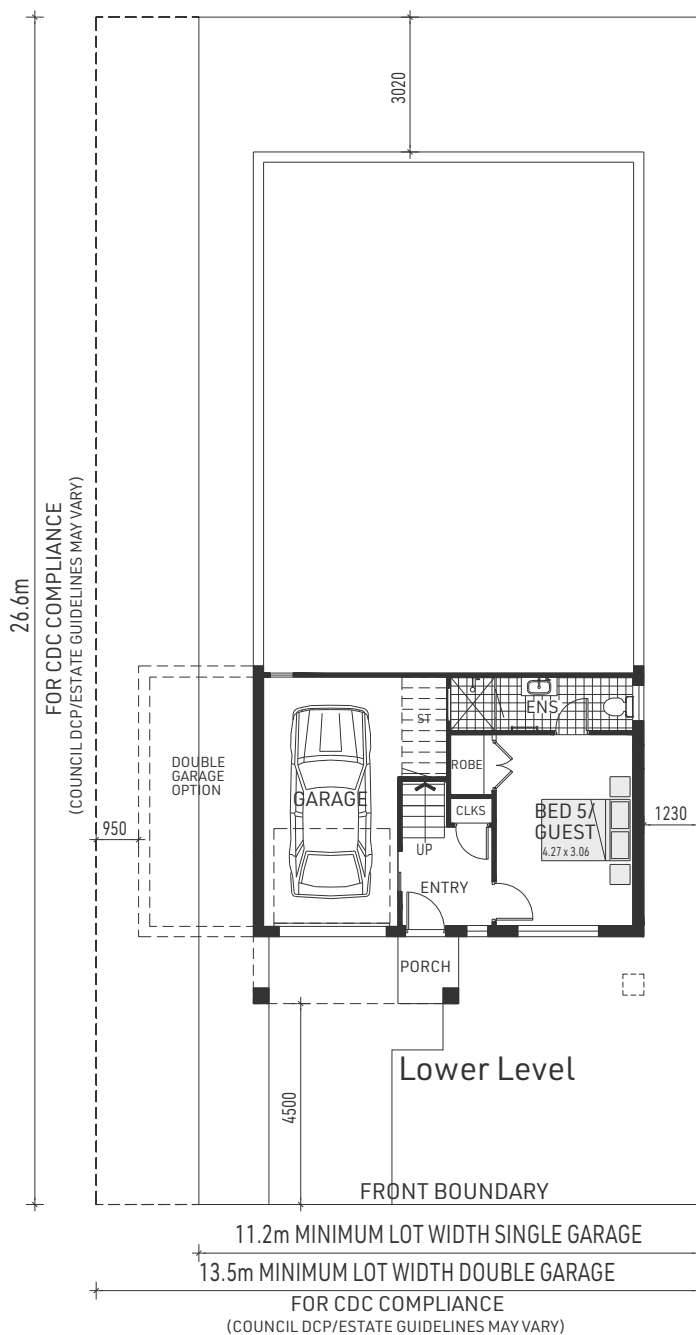 3020
26.6m
FOR CDC COMPLIANCE
(COUNCIL DCP/ESTATE GUIDELINES MAY VARY)
DOUBLE
GARAGE
OPTION
950
GARAGE
ST
ENS
ROBE
CLKS
BED 5/
GUEST
4.27 x 3.06
1230
UP
ENTRY
PORCH
Lower Level
4500
FRONT BOUNDARY
11.2m MINIMUM LOT WIDTH SINGLE GARAGE
13.5m MINIMUM LOT WIDTH DOUBLE GARAGE
FOR CDC COMPLIANCE
(COUNCIL DCP/ESTATE GUIDELINES MAY VARY)